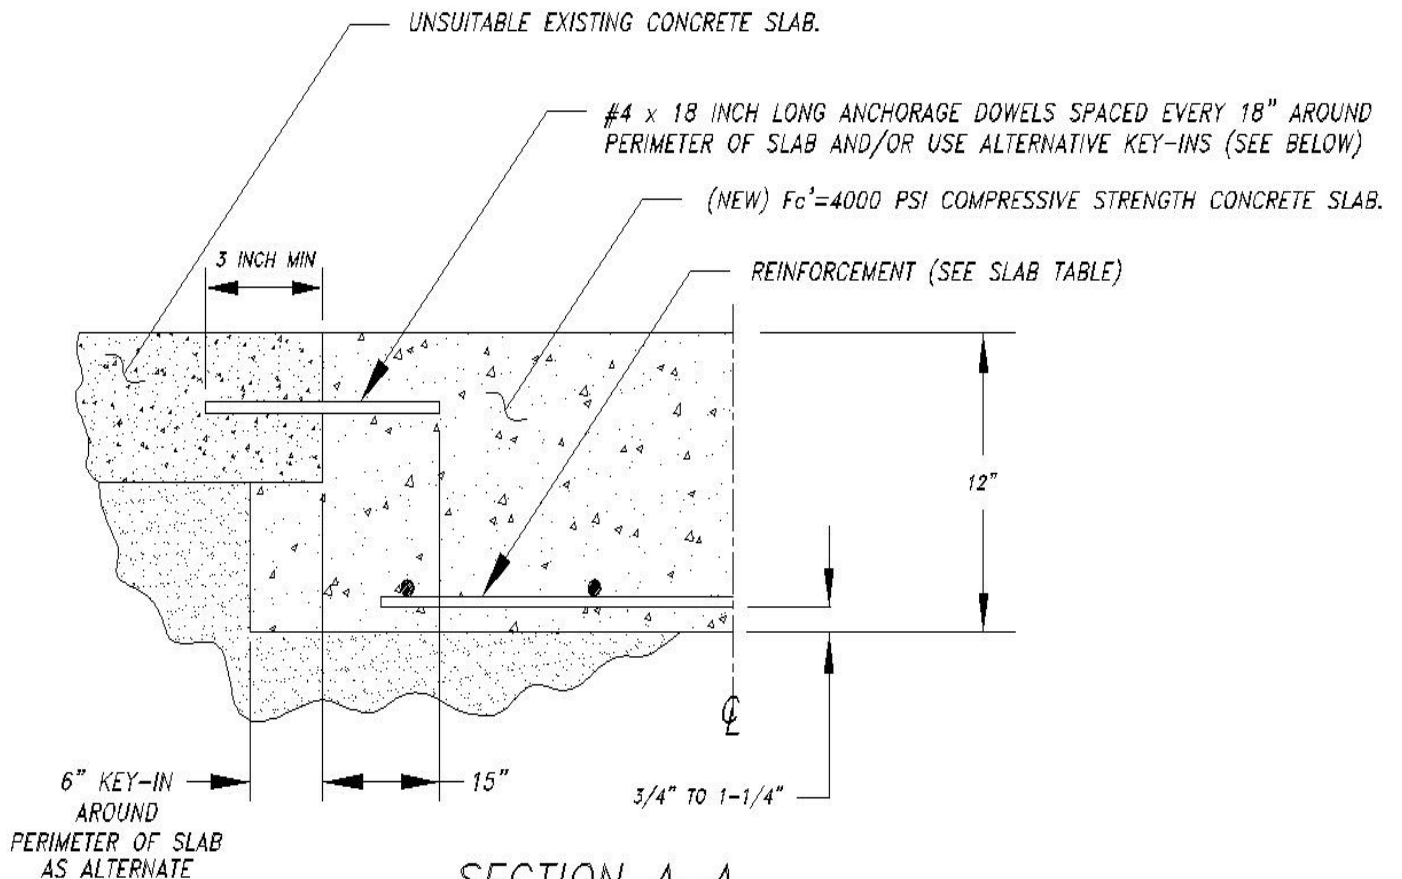 UNSUITABLE EXISTING CONCRETE SLAB.
#4 x 18 INCH LONG ANCHORAGE DOWELS SPACED EVERY 18" AROUND
PERIMETER OF SLAB AND/OR USE ALTERNATIVE KEY-INS (SEE BELOW)
(NEW) Fc'=4000 PSI COMPRESSIVE STRENGTH CONCRETE SLAB.
3 INCH MIN
REINFORCEMENT (SEE SLAB TABLE)
12"
℄
6" KEY-IN
AROUND
PERIMETER OF SLAB
AS ALTERNATE
15"
3/4" TO 1-1/4"
SECTION A-A